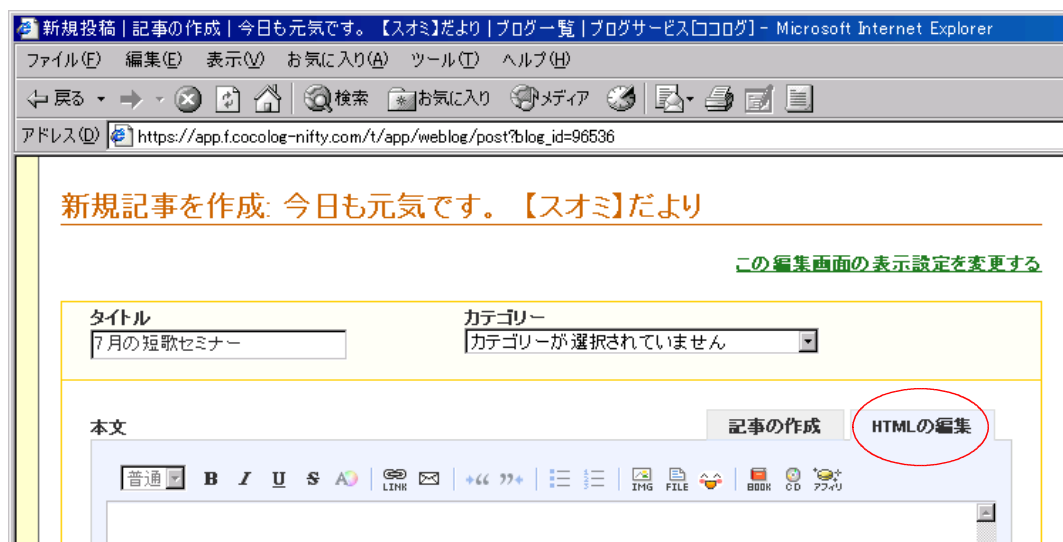 新規投稿 | 記事の作成 | 今日も元気です。【スオミ】だより | ブログ一覧 | ブログサービス[ココログ] - Microsoft Internet Explorer
ファイル(F) 編集(E) 表示(V) お気に入り(A) ツール(T) ヘルプ(H)
戻る 検索 お気に入り メディア
アドレス(D) https://app.f.cocolog-nifty.com/t/app/weblog/post?blog_id=96536
新規記事を作成: 今日も元気です。【スオミ】だより
この編集画面の表示設定を変更する
タイトル カテゴリー
7月の短歌セミナー カテゴリーが選択されていません
本文 記事の作成 HTMLの編集
普通 B I U S A LINK IMG FILE BOOK CD アフィリ